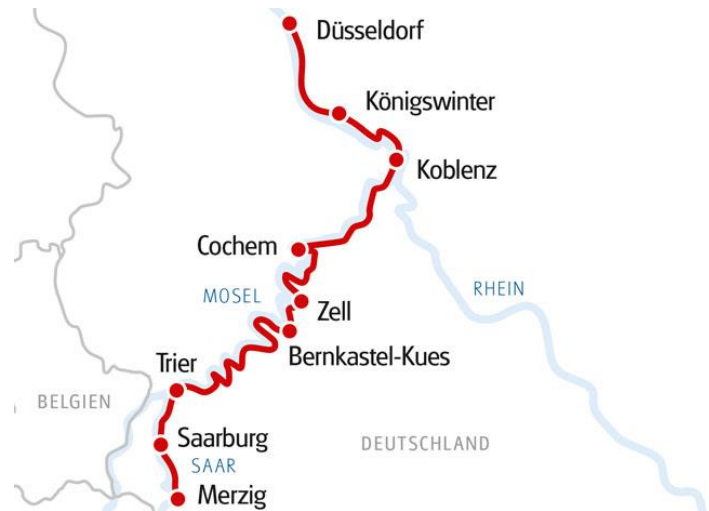 Düsseldorf
Königswinter
Koblenz
Cochem
RHEIN
MOSEL
Zell
Bernkastel-Kues
Trier
BELGIEN
Saarburg
DEUTSCHLAND
SAAR
Merzig